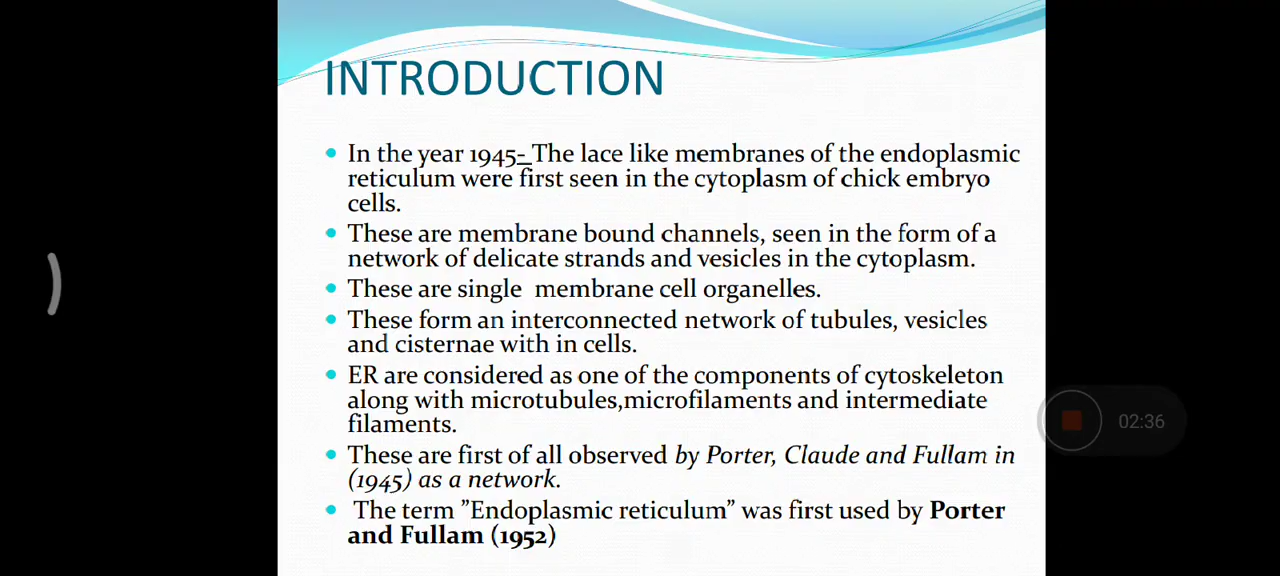 INTRODUCTION
In the year 1945- The lace like membranes of the endoplasmic
reticulum were first seen in the cytoplasm of chick embryo
cells.
These are membrane bound channels, seen in the form of a
network of delicate strands and vesicles in the cytoplasm.
These are single  membrane cell organelles.
These form an interconnected network of tubules, vesicles
and cisternae with in cells.
ER are considered as one of the components of cytoskeleton
along with microtubules,microfilaments and intermediate
filaments.
These are first of all observed by Porter, Claude and Fullam in
(1945) as a network.
The term ”Endoplasmic reticulum” was first used by Porter
and Fullam (1952)
02:36